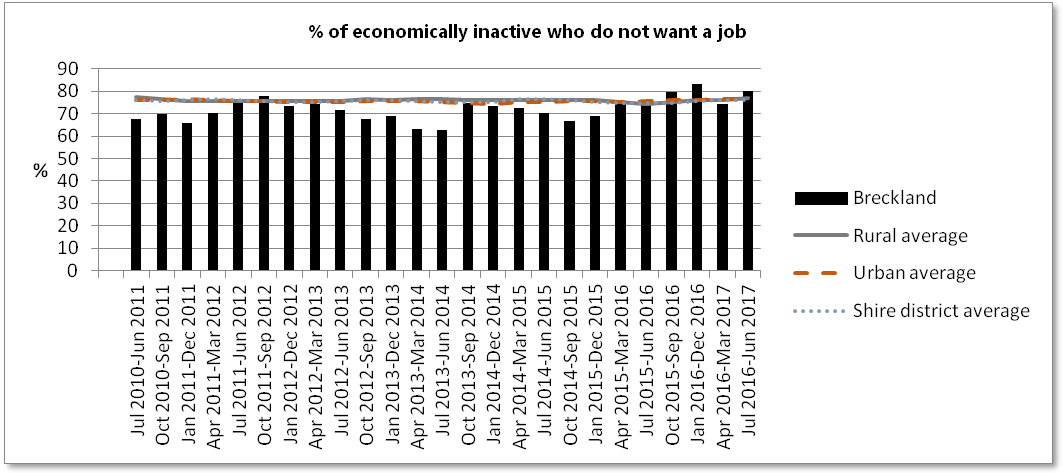 % of economically inactive who do not want a job
90
80
70
60
50
40
30
20
10
0
%
Jul 2010-Jun 2011
Oct 2010-Sep 2011
Jan 2011-Dec 2011
Apr 2011-Mar 2012
Jul 2011-Jun 2012
Oct 2011-Sep 2012
Jan 2012-Dec 2012
Apr 2012-Mar 2013
Jul 2012-Jun 2013
Oct 2012-Sep 2013
Jan 2013-Dec 2013
Apr 2013-Mar 2014
Jul 2013-Jun 2014
Oct 2013-Sep 2014
Jan 2014-Dec 2014
Apr 2014-Mar 2015
Jul 2014-Jun 2015
Oct 2014-Sep 2015
Jan 2015-Dec 2015
Apr 2015-Mar 2016
Jul 2015-Jun 2016
Oct 2015-Sep 2016
Jan 2016-Dec 2016
Apr 2016-Mar 2017
Jul 2016-Jun 2017
Breckland
Rural average
Urban average
Shire district average